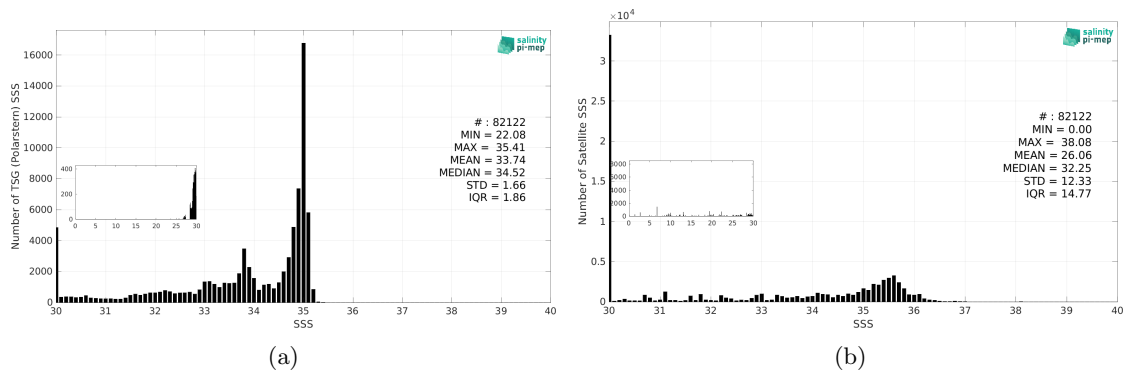 salinity
pi-mep
Number of TSG (Polarstern) SSS
16000
14000
12000
10000
8000
6000
4000
2000
0
# : 82122
MIN = 22.08
MAX = 35.41
MEAN = 33.74
MEDIAN = 34.52
STD = 1.66
IQR = 1.86
400
200
0
0 5 10 15 20 25 30
30 31 32 33 34 35 36 37 38 39 40
SSS
(a)
×10⁴
salinity
pi-mep
Number of Satellite SSS
3.5
3
2.5
2
1.5
1
0.5
0
# : 82122
MIN = 0.00
MAX = 38.08
MEAN = 26.06
MEDIAN = 32.25
STD = 12.33
IQR = 14.77
8000
6000
4000
2000
0
0 5 10 15 20 25 30
30 31 32 33 34 35 36 37 38 39 40
SSS
(b)